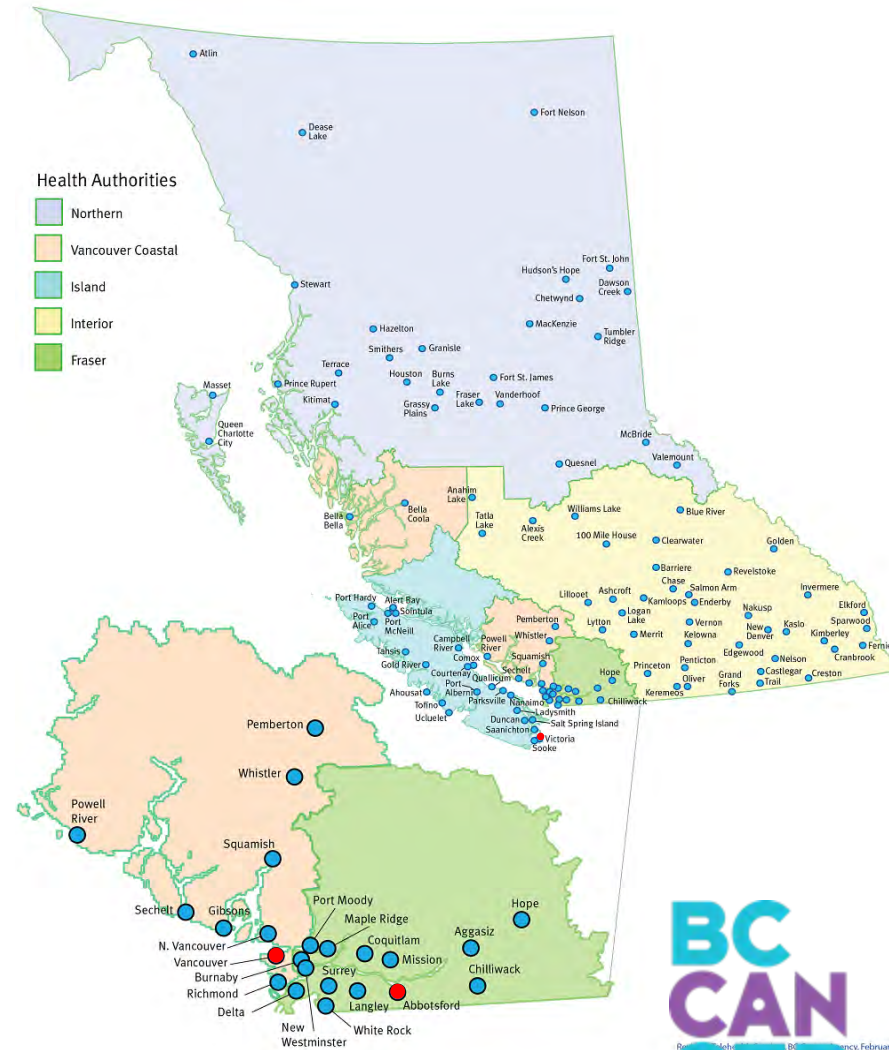 Atlin
Fort Nelson
Dease
Lake
Health Authorities
Northern
Vancouver Coastal
Island
Interior
Fraser
Fort St. John
Hudson's Hope
Dawson
Creek
Chetwynd
Stewart
MacKenzie
Tumbler
Ridge
Hazelton
Smithers
Granisle
Terrace
Houston
Burns
Lake
Fort St. James
Masset
Prince Rupert
Kitimat
Grassy
Plains
Fraser
Lake
Vanderhoof
Prince George
Queen
Charlotte
City
McBride
Valemount
Quesnel
Anahim
Lake
Bella
Bella
Bella
Coola
Tatla
Lake
Alexis
Creek
Williams Lake
Blue River
100 Mile House
Clearwater
Golden
Barriere
Revelstoke
Chase
Salmon Arm
Port Hardy
Alert Bay
Sointula
Port
Alice
Port
McNeill
Lillooet
Ashcroft
Kamloops
Enderby
Invermere
Elkford
Logan
Lake
Nakusp
Sparwood
Pemberton
Whistler
Lytton
Merrit
Vernon
Kelowna
New
Denver
Kaslo
Kimberley
Fernie
Campbell
River
Powell
River
Tahsis
Comox
Squamish
Edgewood
Nelson
Cranbrook
Gold River
Courtenay
Sechelt
Hope
Princeton
Penticton
Castlegar
Creston
Qualicum
Port
Alberni
Oliver
Grand
Forks
Trail
Ahousat
Parksville
Nanaimo
Chilliwack
Keremeos
Tofino
Ladysmith
Ucluelet
Duncan
Salt Spring Island
Saanichton
Victoria
Sooke
Pemberton
Whistler
Powell
River
Squamish
Sechelt
Gibsons
Port Moody
Hope
Maple Ridge
N. Vancouver
Coquitlam
Aggasiz
Vancouver
Mission
Burnaby
Surrey
Chilliwack
Richmond
Delta
Langley
Abbotsford
New
Westminster
White Rock
BC
CAN